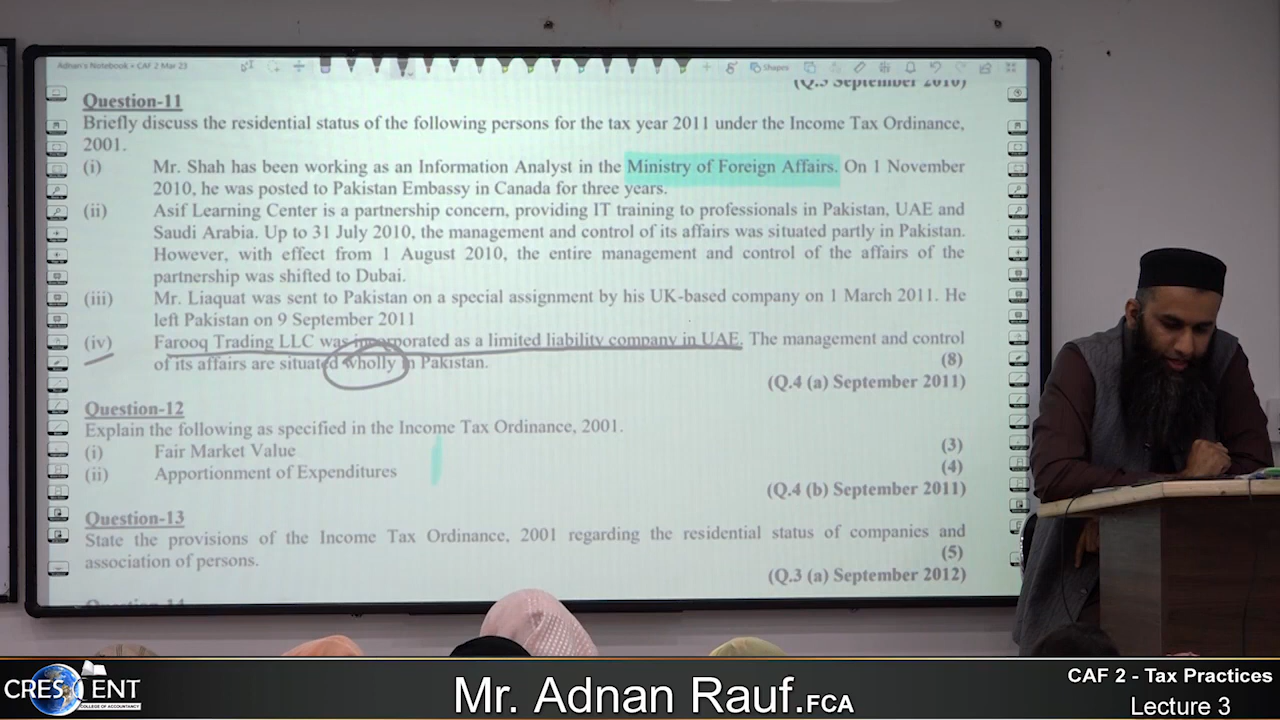 Adnan's Notebook • CAF 2 Mar 23
Shapes
(Q.5 September 2010)
Question-11
Briefly discuss the residential status of the following persons for the tax year 2011 under the Income Tax Ordinance,
2001.
(i) Mr. Shah has been working as an Information Analyst in the Ministry of Foreign Affairs. On 1 November
2010, he was posted to Pakistan Embassy in Canada for three years.
(ii) Asif Learning Center is a partnership concern, providing IT training to professionals in Pakistan, UAE and
Saudi Arabia. Up to 31 July 2010, the management and control of its affairs was situated partly in Pakistan.
However, with effect from 1 August 2010, the entire management and control of the affairs of the
partnership was shifted to Dubai.
(iii) Mr. Liaquat was sent to Pakistan on a special assignment by his UK-based company on 1 March 2011. He
left Pakistan on 9 September 2011
(iv) Farooq Trading LLC was incorporated as a limited liability company in UAE. The management and control
of its affairs are situated wholly in Pakistan. (8)
(Q.4 (a) September 2011)
Question-12
Explain the following as specified in the Income Tax Ordinance, 2001.
(i) Fair Market Value (3)
(ii) Apportionment of Expenditures (4)
(Q.4 (b) September 2011)
Question-13
State the provisions of the Income Tax Ordinance, 2001 regarding the residential status of companies and
association of persons. (5)
(Q.3 (a) September 2012)
Question-14
CRESCENT
COLLEGE OF ACCOUNTANCY
Mr. Adnan Rauf.FCA
CAF 2 - Tax Practices
Lecture 3